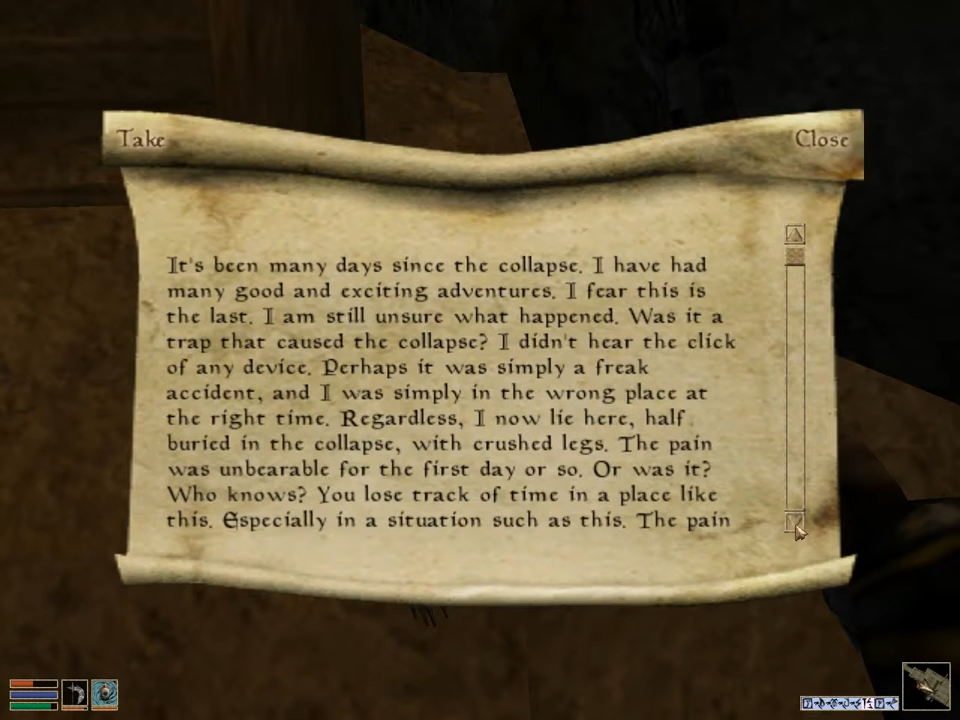 Take
Close
It's been many days since the collapse. I have had
many good and exciting adventures. I fear this is
the last. I am still unsure what happened. Was it a
trap that caused the collapse? I didn't hear the click
of any device. Perhaps it was simply a freak
accident, and I was simply in the wrong place at
the right time. Regardless, I now lie here, half
buried in the collapse, with crushed legs. The pain
was unbearable for the first day or so. Or was it?
Who knows? You lose track of time in a place like
this. Especially in a situation such as this. The pain